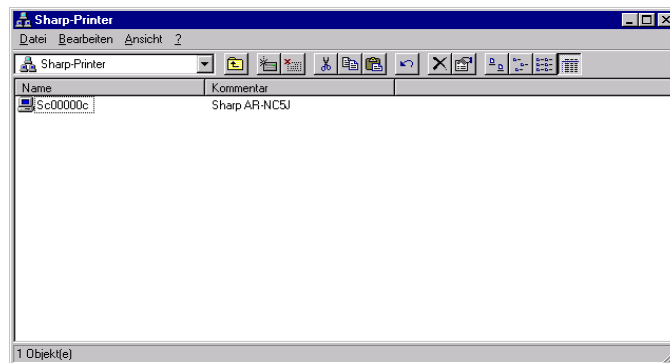 Sharp-Printer
Datei Bearbeiten Ansicht ?
Sharp-Printer
Name Kommentar
Sc00000c Sharp AR-NC5J
1 Objekt(e)